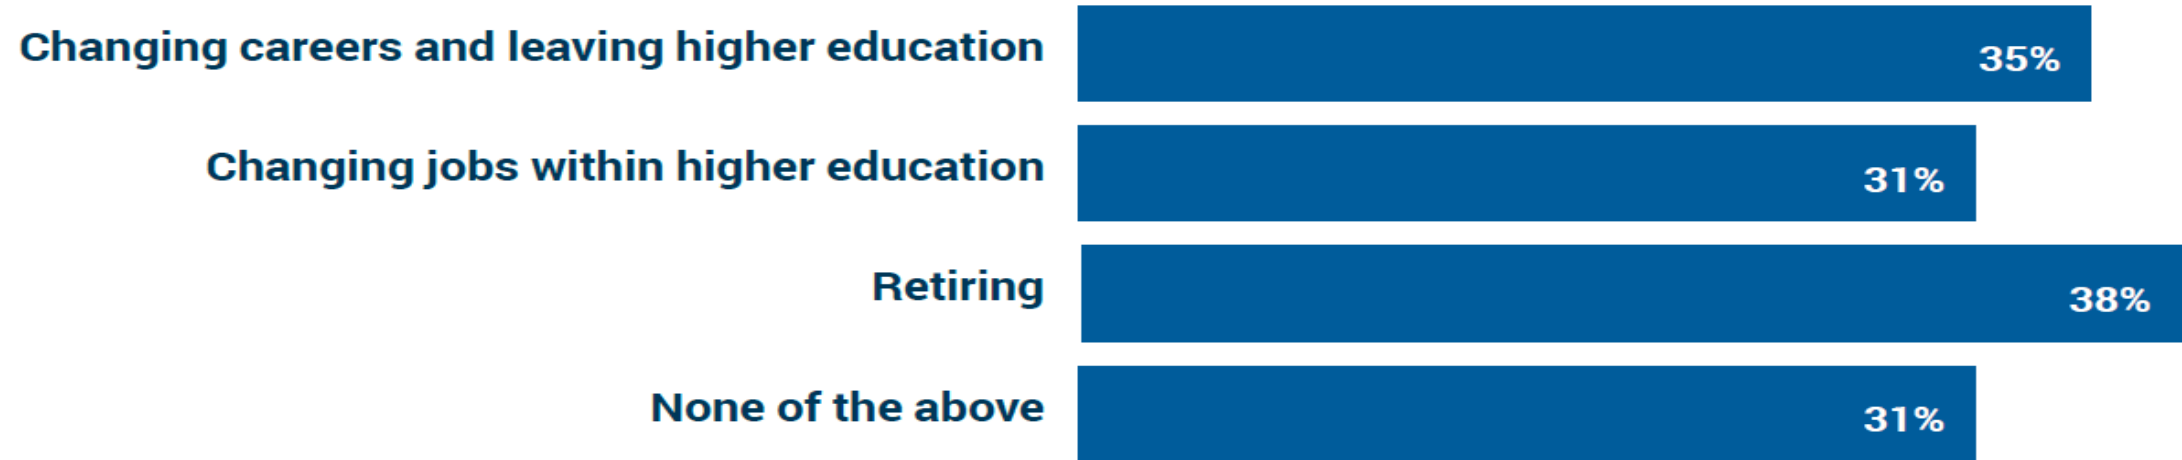 Changing careers and leaving higher education 35%
Changing jobs within higher education 31%
Retiring 38%
None of the above 31%